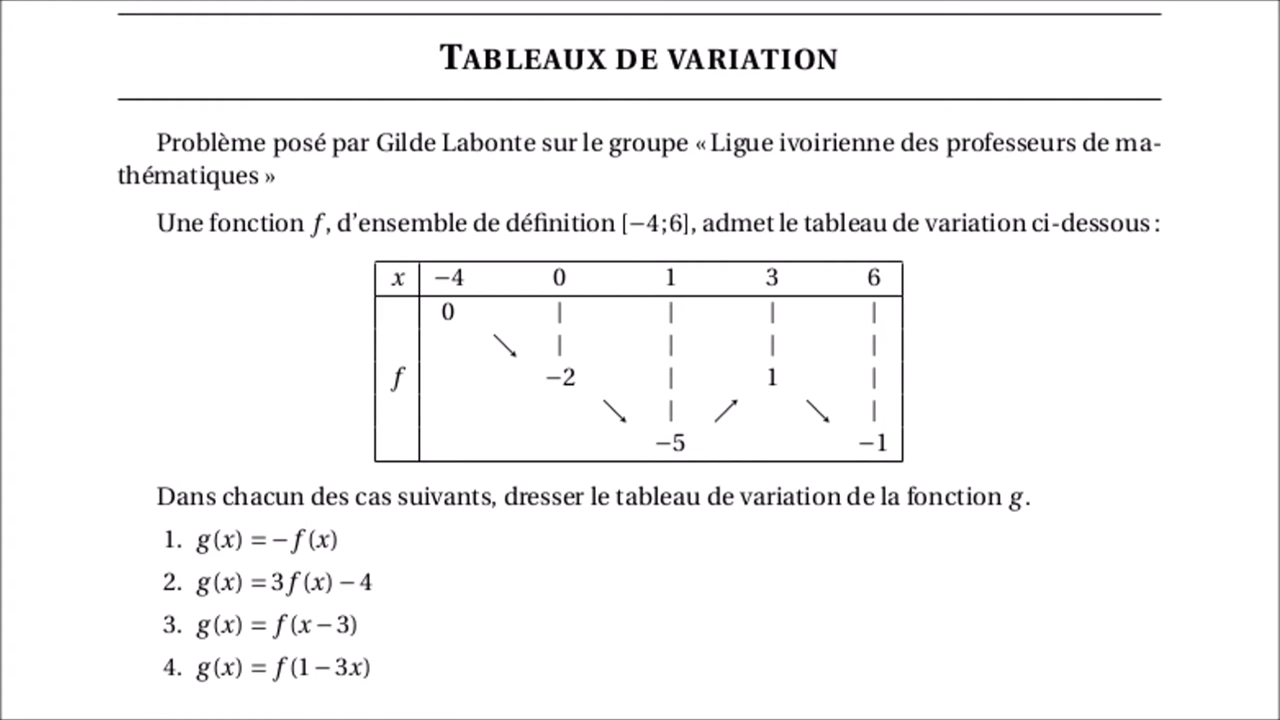 TABLEAUX DE VARIATION
Problème posé par Gilde Labonte sur le groupe « Ligue ivoirienne des professeurs de ma-
thématiques »
Une fonction f, d'ensemble de définition [−4;6], admet le tableau de variation ci-dessous :
x −4 0 1 3 6
0
f −2 1
−5 −1
Dans chacun des cas suivants, dresser le tableau de variation de la fonction g.
1. g(x) = −f(x)
2. g(x) = 3f(x) − 4
3. g(x) = f(x − 3)
4. g(x) = f(1 − 3x)